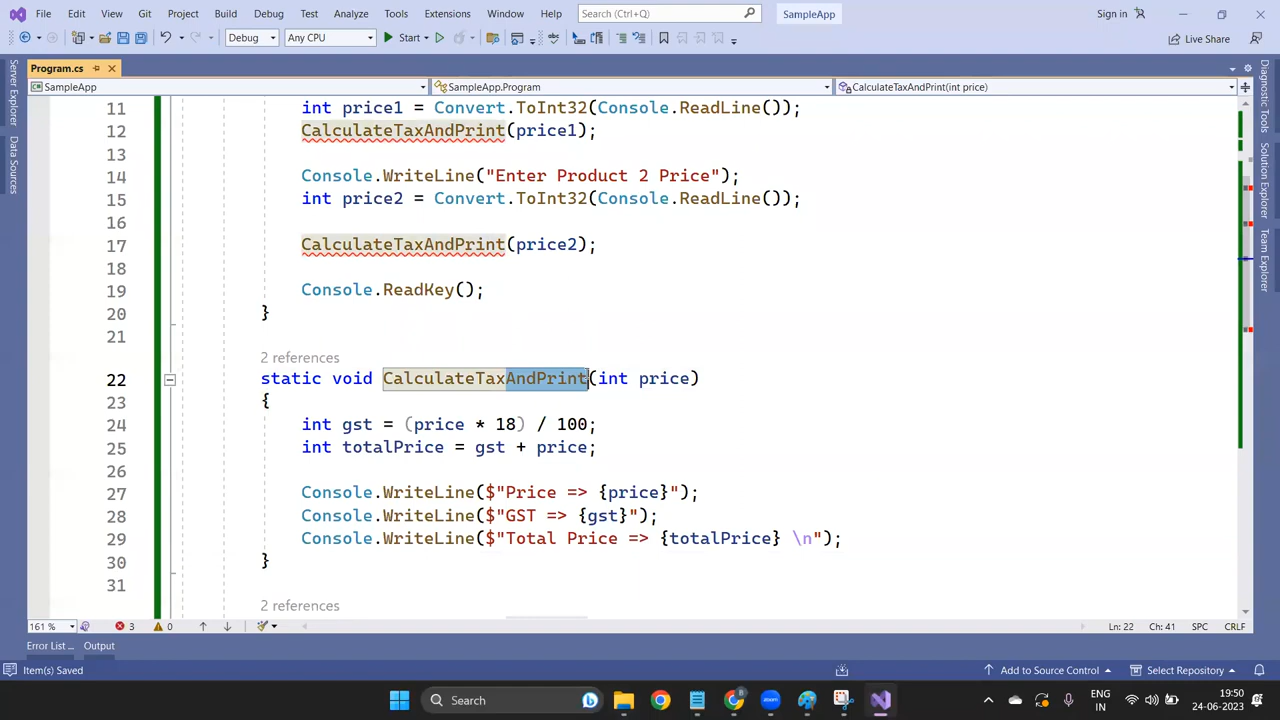 File Edit View Git Project Build Debug Test Analyze Tools Extensions Window Help Search (Ctrl+Q) SampleApp Sign in
Debug Any CPU Start Live Share
Program.cs
SampleApp SampleApp.Program CalculateTaxAndPrint(int price)
11 int price1 = Convert.ToInt32(Console.ReadLine());
12 CalculateTaxAndPrint(price1);
13
14 Console.WriteLine("Enter Product 2 Price");
15 int price2 = Convert.ToInt32(Console.ReadLine());
16
17 CalculateTaxAndPrint(price2);
18
19 Console.ReadKey();
20 }
21
2 references
22 static void CalculateTaxAndPrint(int price)
23 {
24 int gst = (price * 18) / 100;
25 int totalPrice = gst + price;
26
27 Console.WriteLine($"Price => {price}");
28 Console.WriteLine($"GST => {gst}");
29 Console.WriteLine($"Total Price => {totalPrice} \n");
30 }
31
2 references
Server Explorer
Data Sources
Diagnostic Tools
Solution Explorer
Team Explorer
161 % 3 0 Ln: 22 Ch: 41 SPC CRLF
Error List ... Output
Item(s) Saved Add to Source Control Select Repository
Search ENG 19:50
IN 24-06-2023